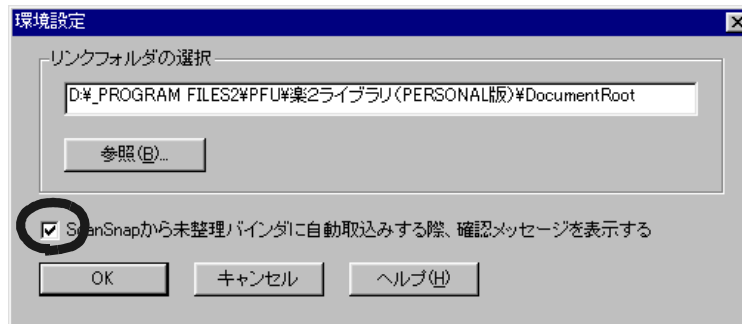 環境設定
リンクフォルダの選択
D:¥_PROGRAM FILES2¥PFU¥楽2ライブラリ(PERSONAL版)¥DocumentRoot
参照(B)...
ScanSnapから未整理バインダに自動取込みする際、確認メッセージを表示する
OK
キャンセル
ヘルプ(H)